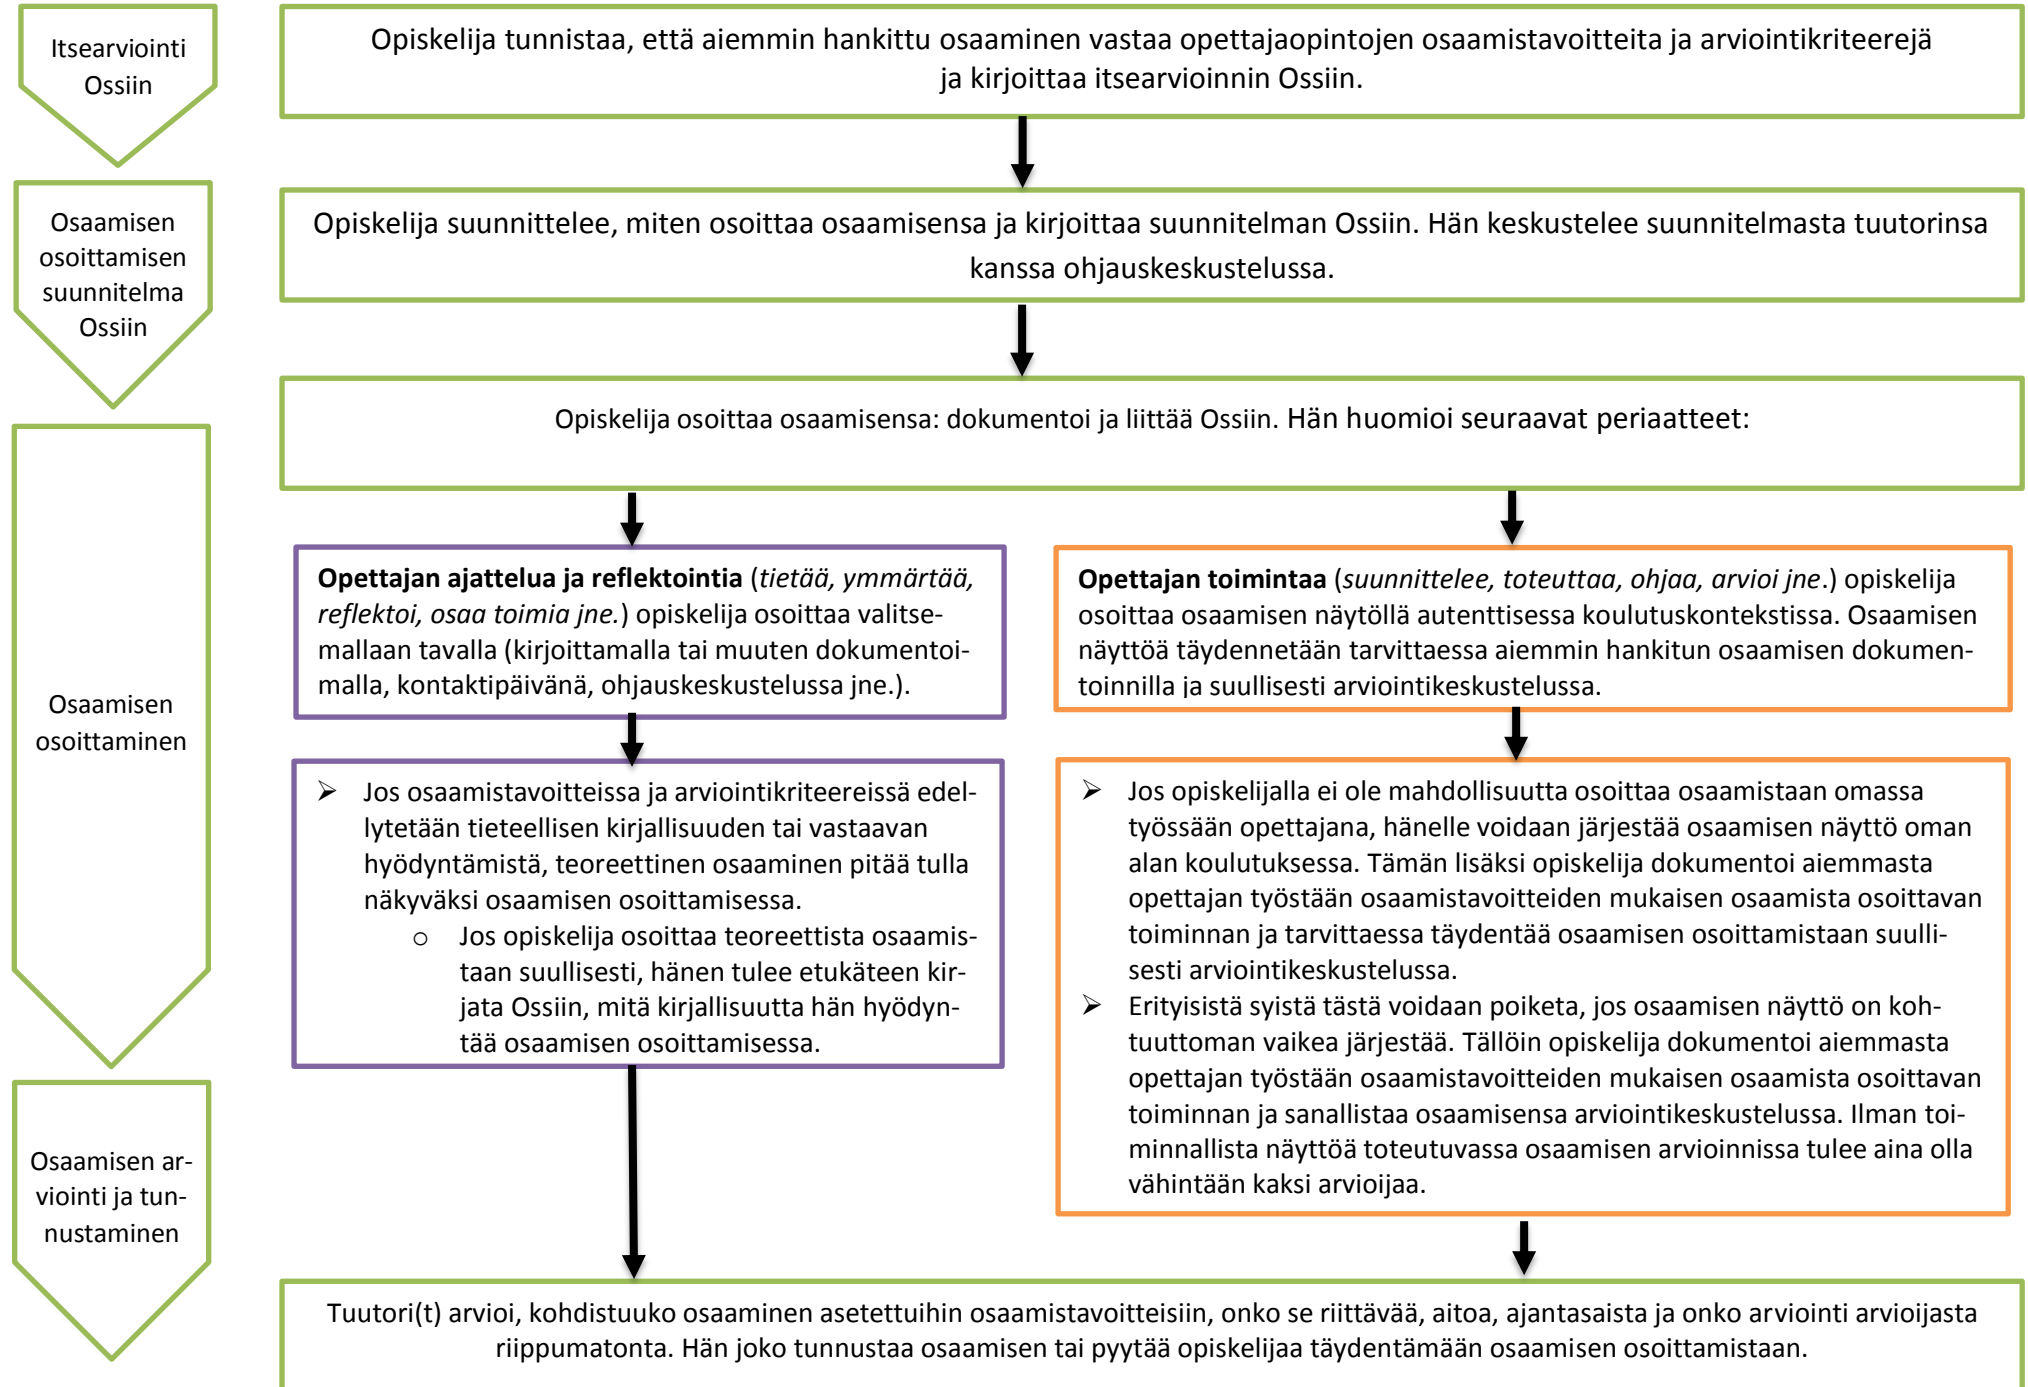 Itsearviointi
Ossiin
Opiskelija tunnistaa, että aiemmin hankittu osaaminen vastaa opettajaopintojen osaamistavoitteita ja arviointikriteerejä
ja kirjoittaa itsearvioinnin Ossiin.
Osaamisen
osoittamisen
suunnitelma
Ossiin
Opiskelija suunnittelee, miten osoittaa osaamisensa ja kirjoittaa suunnitelman Ossiin. Hän keskustelee suunnitelmasta tuutorinsa
kanssa ohjauskeskustelussa.
Osaamisen
osoittaminen
Opiskelija osoittaa osaamisensa: dokumentoi ja liittää Ossiin. Hän huomioi seuraavat periaatteet:
Opettajan ajattelua ja reflektointia (tietää, ymmärtää,
reflektoi, osaa toimia jne.) opiskelija osoittaa valitse-
mallaan tavalla (kirjoittamalla tai muuten dokumentoi-
malla, kontaktipäivänä, ohjauskeskustelussa jne.).
Opettajan toimintaa (suunnittelee, toteuttaa, ohjaa, arvioi jne.) opiskelija
osoittaa osaamisen näytöllä autenttisessa koulutuskontekstissa. Osaamisen
näyttöä täydennetään tarvittaessa aiemmin hankitun osaamisen dokumen-
toinnilla ja suullisesti arviointikeskustelussa.
➢ Jos osaamistavoitteissa ja arviointikriteereissä edel-
lytetään tieteellisen kirjallisuuden tai vastaavan
hyödyntämistä, teoreettinen osaaminen pitää tulla
näkyväksi osaamisen osoittamisessa.
o Jos opiskelija osoittaa teoreettista osaamis-
taan suullisesti, hänen tulee etukäteen kir-
jata Ossiin, mitä kirjallisuutta hän hyödyn-
tää osaamisen osoittamisessa.
➢ Jos opiskelijalla ei ole mahdollisuutta osoittaa osaamistaan omassa
työssään opettajana, hänelle voidaan järjestää osaamisen näyttö oman
alan koulutuksessa. Tämän lisäksi opiskelija dokumentoi aiemmasta
opettajan työstään osaamistavoitteiden mukaisen osaamista osoittavan
toiminnan ja tarvittaessa täydentää osaamisen osoittamistaan suulli-
sesti arviointikeskustelussa.
➢ Erityisistä syistä tästä voidaan poiketa, jos osaamisen näyttö on koh-
tuuttoman vaikea järjestää. Tällöin opiskelija dokumentoi aiemmasta
opettajan työstään osaamistavoitteiden mukaisen osaamista osoittavan
toiminnan ja sanallistaa osaamisensa arviointikeskustelussa. Ilman toi-
minnallista näyttöä toteutuvassa osaamisen arvioinnissa tulee aina olla
vähintään kaksi arvioijaa.
Osaamisen ar-
viointi ja tun-
nustaminen
Tuutori(t) arvioi, kohdistuuko osaaminen asetettuihin osaamistavoitteisiin, onko se riittävää, aitoa, ajantasaista ja onko arviointi arvioijasta
riippumatonta. Hän joko tunnustaa osaamisen tai pyytää opiskelijaa täydentämään osaamisen osoittamistaan.